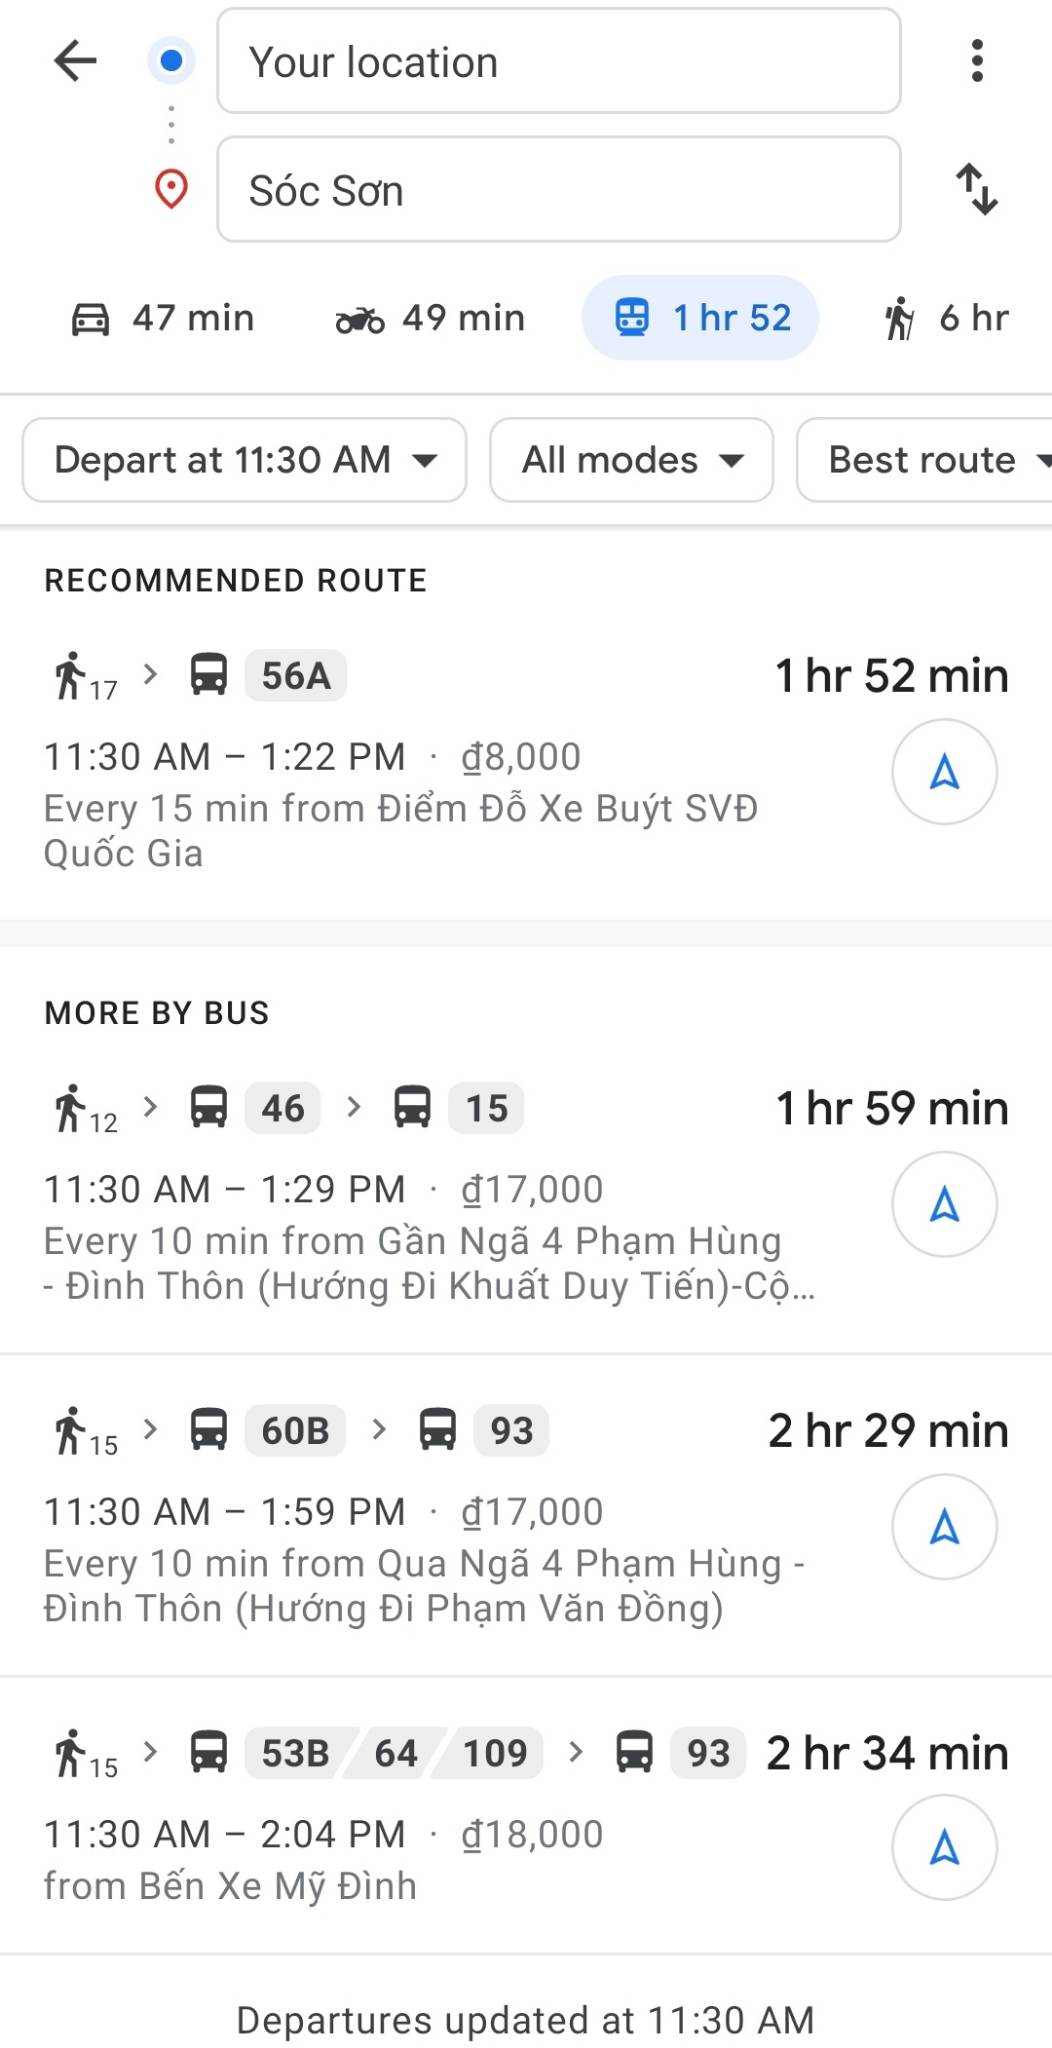 Your location
Sóc Sơn
47 min 49 min 1 hr 52 6 hr
Depart at 11:30 AM All modes Best route
RECOMMENDED ROUTE
17 56A 1 hr 52 min
11:30 AM – 1:22 PM · ₫8,000
Every 15 min from Điểm Đỗ Xe Buýt SVĐ
Quốc Gia
MORE BY BUS
12 46 15 1 hr 59 min
11:30 AM – 1:29 PM · ₫17,000
Every 10 min from Gần Ngã 4 Phạm Hùng
- Đình Thôn (Hướng Đi Khuất Duy Tiến)-Cộ...
15 60B 93 2 hr 29 min
11:30 AM – 1:59 PM · ₫17,000
Every 10 min from Qua Ngã 4 Phạm Hùng -
Đình Thôn (Hướng Đi Phạm Văn Đồng)
15 53B 64 109 93 2 hr 34 min
11:30 AM – 2:04 PM · ₫18,000
from Bến Xe Mỹ Đình
Departures updated at 11:30 AM